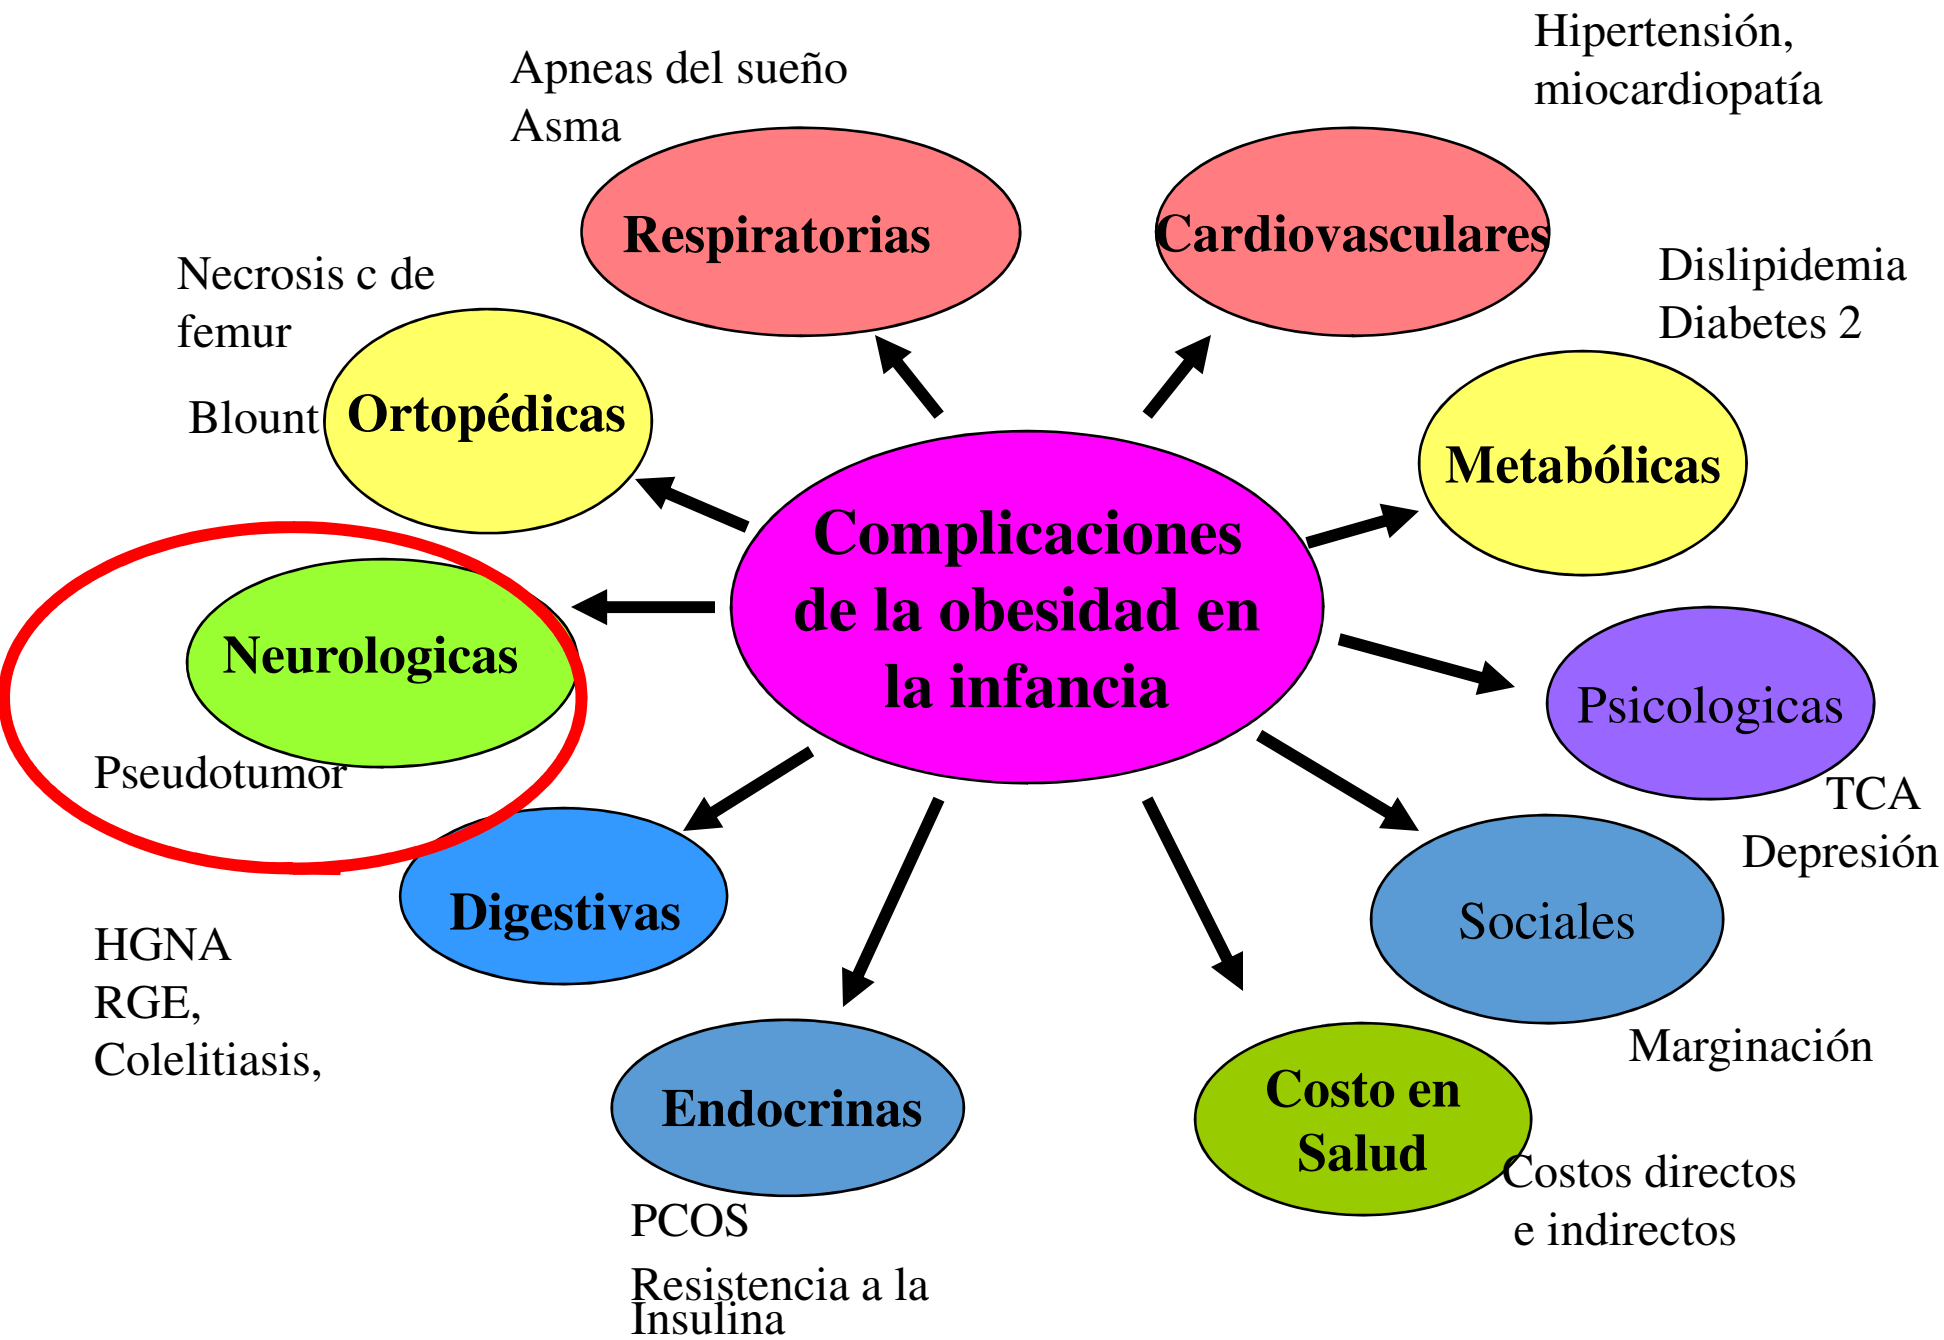 Hipertensión,
miocardiopatía
Apneas del sueño
Asma
Respiratorias
Cardiovasculares
Necrosis c de
femur
Blount
Ortopédicas
Dislipidemia
Diabetes 2
Metabólicas
Complicaciones
de la obesidad en
la infancia
Neurologicas
Pseudotumor
Psicologicas
TCA
Depresión
Digestivas
HGNA
RGE,
Colelitiasis,
Sociales
Marginación
Endocrinas
PCOS
Resistencia a la
Insulina
Costo en
Salud
Costos directos
e indirectos